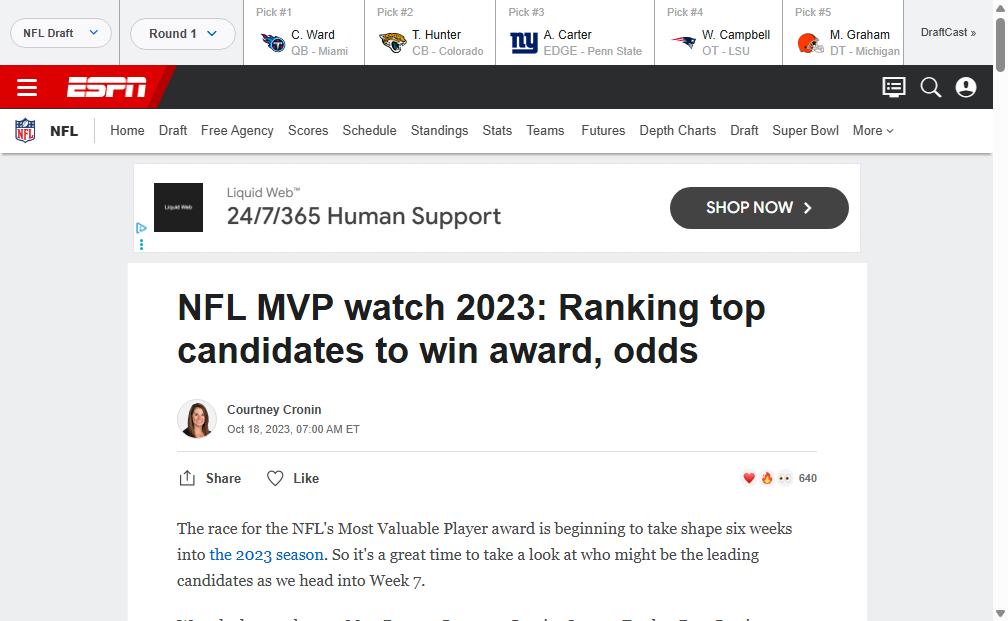 NFL Draft
Round 1
Pick #1
C. Ward
QB - Miami
Pick #2
T. Hunter
CB - Colorado
Pick #3
A. Carter
EDGE - Penn State
Pick #4
W. Campbell
OT - LSU
Pick #5
M. Graham
DT - Michigan
DraftCast »
ESPN
NFL
Home Draft Free Agency Scores Schedule Standings Stats Teams Futures Depth Charts Draft Super Bowl More
Liquid Web
Liquid Web™
24/7/365 Human Support
SHOP NOW
NFL MVP watch 2023: Ranking top
candidates to win award, odds
Courtney Cronin
Oct 18, 2023, 07:00 AM ET
Share Like 640
The race for the NFL's Most Valuable Player award is beginning to take shape six weeks
into the 2023 season. So it's a great time to take a look at who might be the leading
candidates as we head into Week 7.